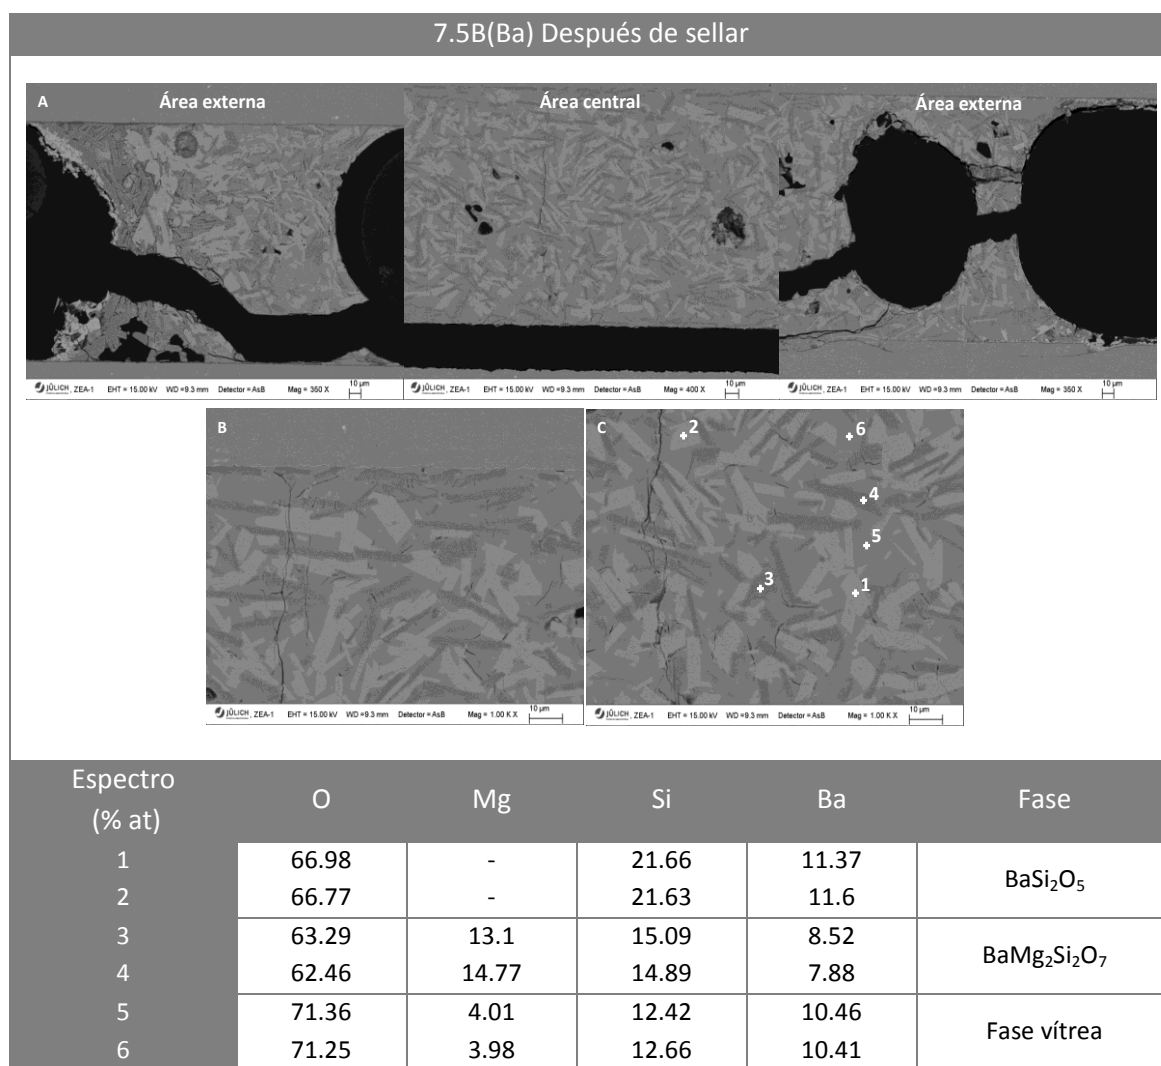 7.5B(Ba) Después de sellar
A Área externa Área central Área externa
JÜLICH, ZEA-1 EHT = 15.00 kV WD =9.3 mm Detector =AsB Mag = 350 X 10 µm
JÜLICH, ZEA-1 EHT = 15.00 kV WD =9.3 mm Detector =AsB Mag = 400 X 10 µm
JÜLICH, ZEA-1 EHT = 15.00 kV WD =9.3 mm Detector =AsB Mag = 350 X 10 µm
B
JÜLICH, ZEA-1 EHT = 15.00 kV WD =9.3 mm Detector =AsB Mag = 1.00 K X 10 µm
C 2 6
4
5
3 1
JÜLICH, ZEA-1 EHT = 15.00 kV WD =9.3 mm Detector =AsB Mag = 1.00 K X 10 µm
Espectro
(% at) O Mg Si Ba Fase
1 66.98 - 21.66 11.37 BaSi₂O₅
2 66.77 - 21.63 11.6
3 63.29 13.1 15.09 8.52 BaMg₂Si₂O₇
4 62.46 14.77 14.89 7.88
5 71.36 4.01 12.42 10.46 Fase vítrea
6 71.25 3.98 12.66 10.41